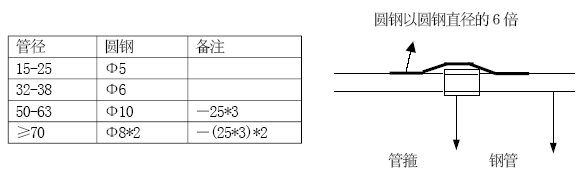 圆钢以圆钢直径的 6 倍
管径 圆钢 备注
15-25 Φ5
32-38 Φ6
50-63 Φ10 —25*3
≥70 Φ8*2 —(25*3)*2
管箍 钢管